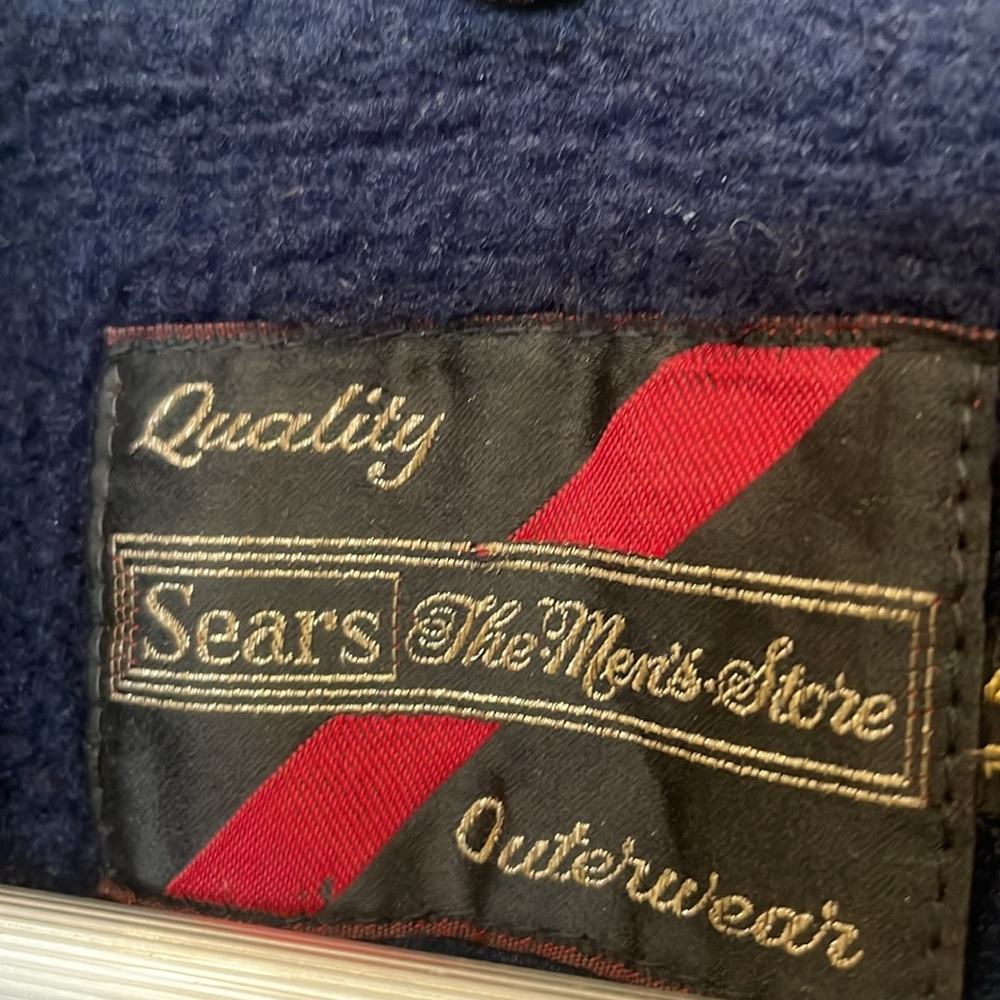 Quality
Sears The Men's Store
Outerwear